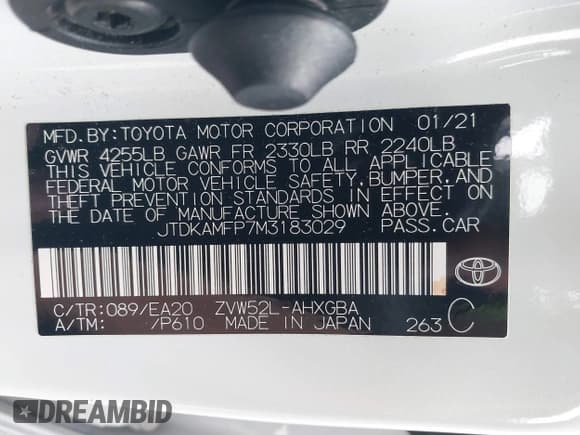 MFD.BY:TOYOTA MOTOR CORPORATION 01/21
GVWR 4255LB GAWR FR 2330LB RR 2240LB
THIS VEHICLE CONFORMS TO ALL APPLICABLE
FEDERAL MOTOR VEHICLE SAFETY,BUMPER,AND
THEFT PREVENTION STANDARDS IN EFFECT ON
THE DATE OF MANUFACTURE SHOWN ABOVE.
JTDKAMFP7M3183029 PASS.CAR
C/TR:089/EA20 ZVW52L-AHXGBA
A/TM: /P610 MADE IN JAPAN 263 C
DREAMBID